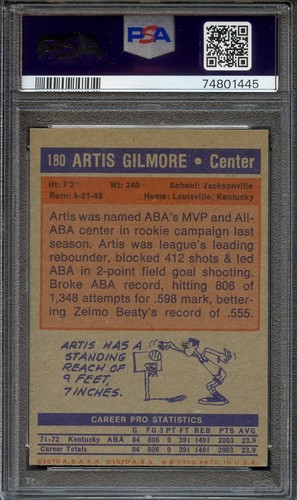 PSA
74801445
180 ARTIS GILMORE • Center
Ht: 7'2" Wt: 240 School: Jacksonville
Born: 9-21-48 Home: Louisville, Kentucky
Artis was named ABA's MVP and All-
ABA center in rookie campaign last
season. Artis was league's leading
rebounder, blocked 412 shots & led
ABA in 2-point field goal shooting.
Broke ABA record, hitting 806 of
1,348 attempts for .598 mark, better-
ing Zelmo Beaty's record of .555.
ARTIS HAS A
STANDING
REACH OF
9 FEET,
7 INCHES.
CAREER PRO STATISTICS
G FG 3PT FT REB PTS AVG
71-72 Kentucky ABA 84 806 0 391 1491 2003 23.9
Career Totals 84 806 0 391 1491 2003 23.9